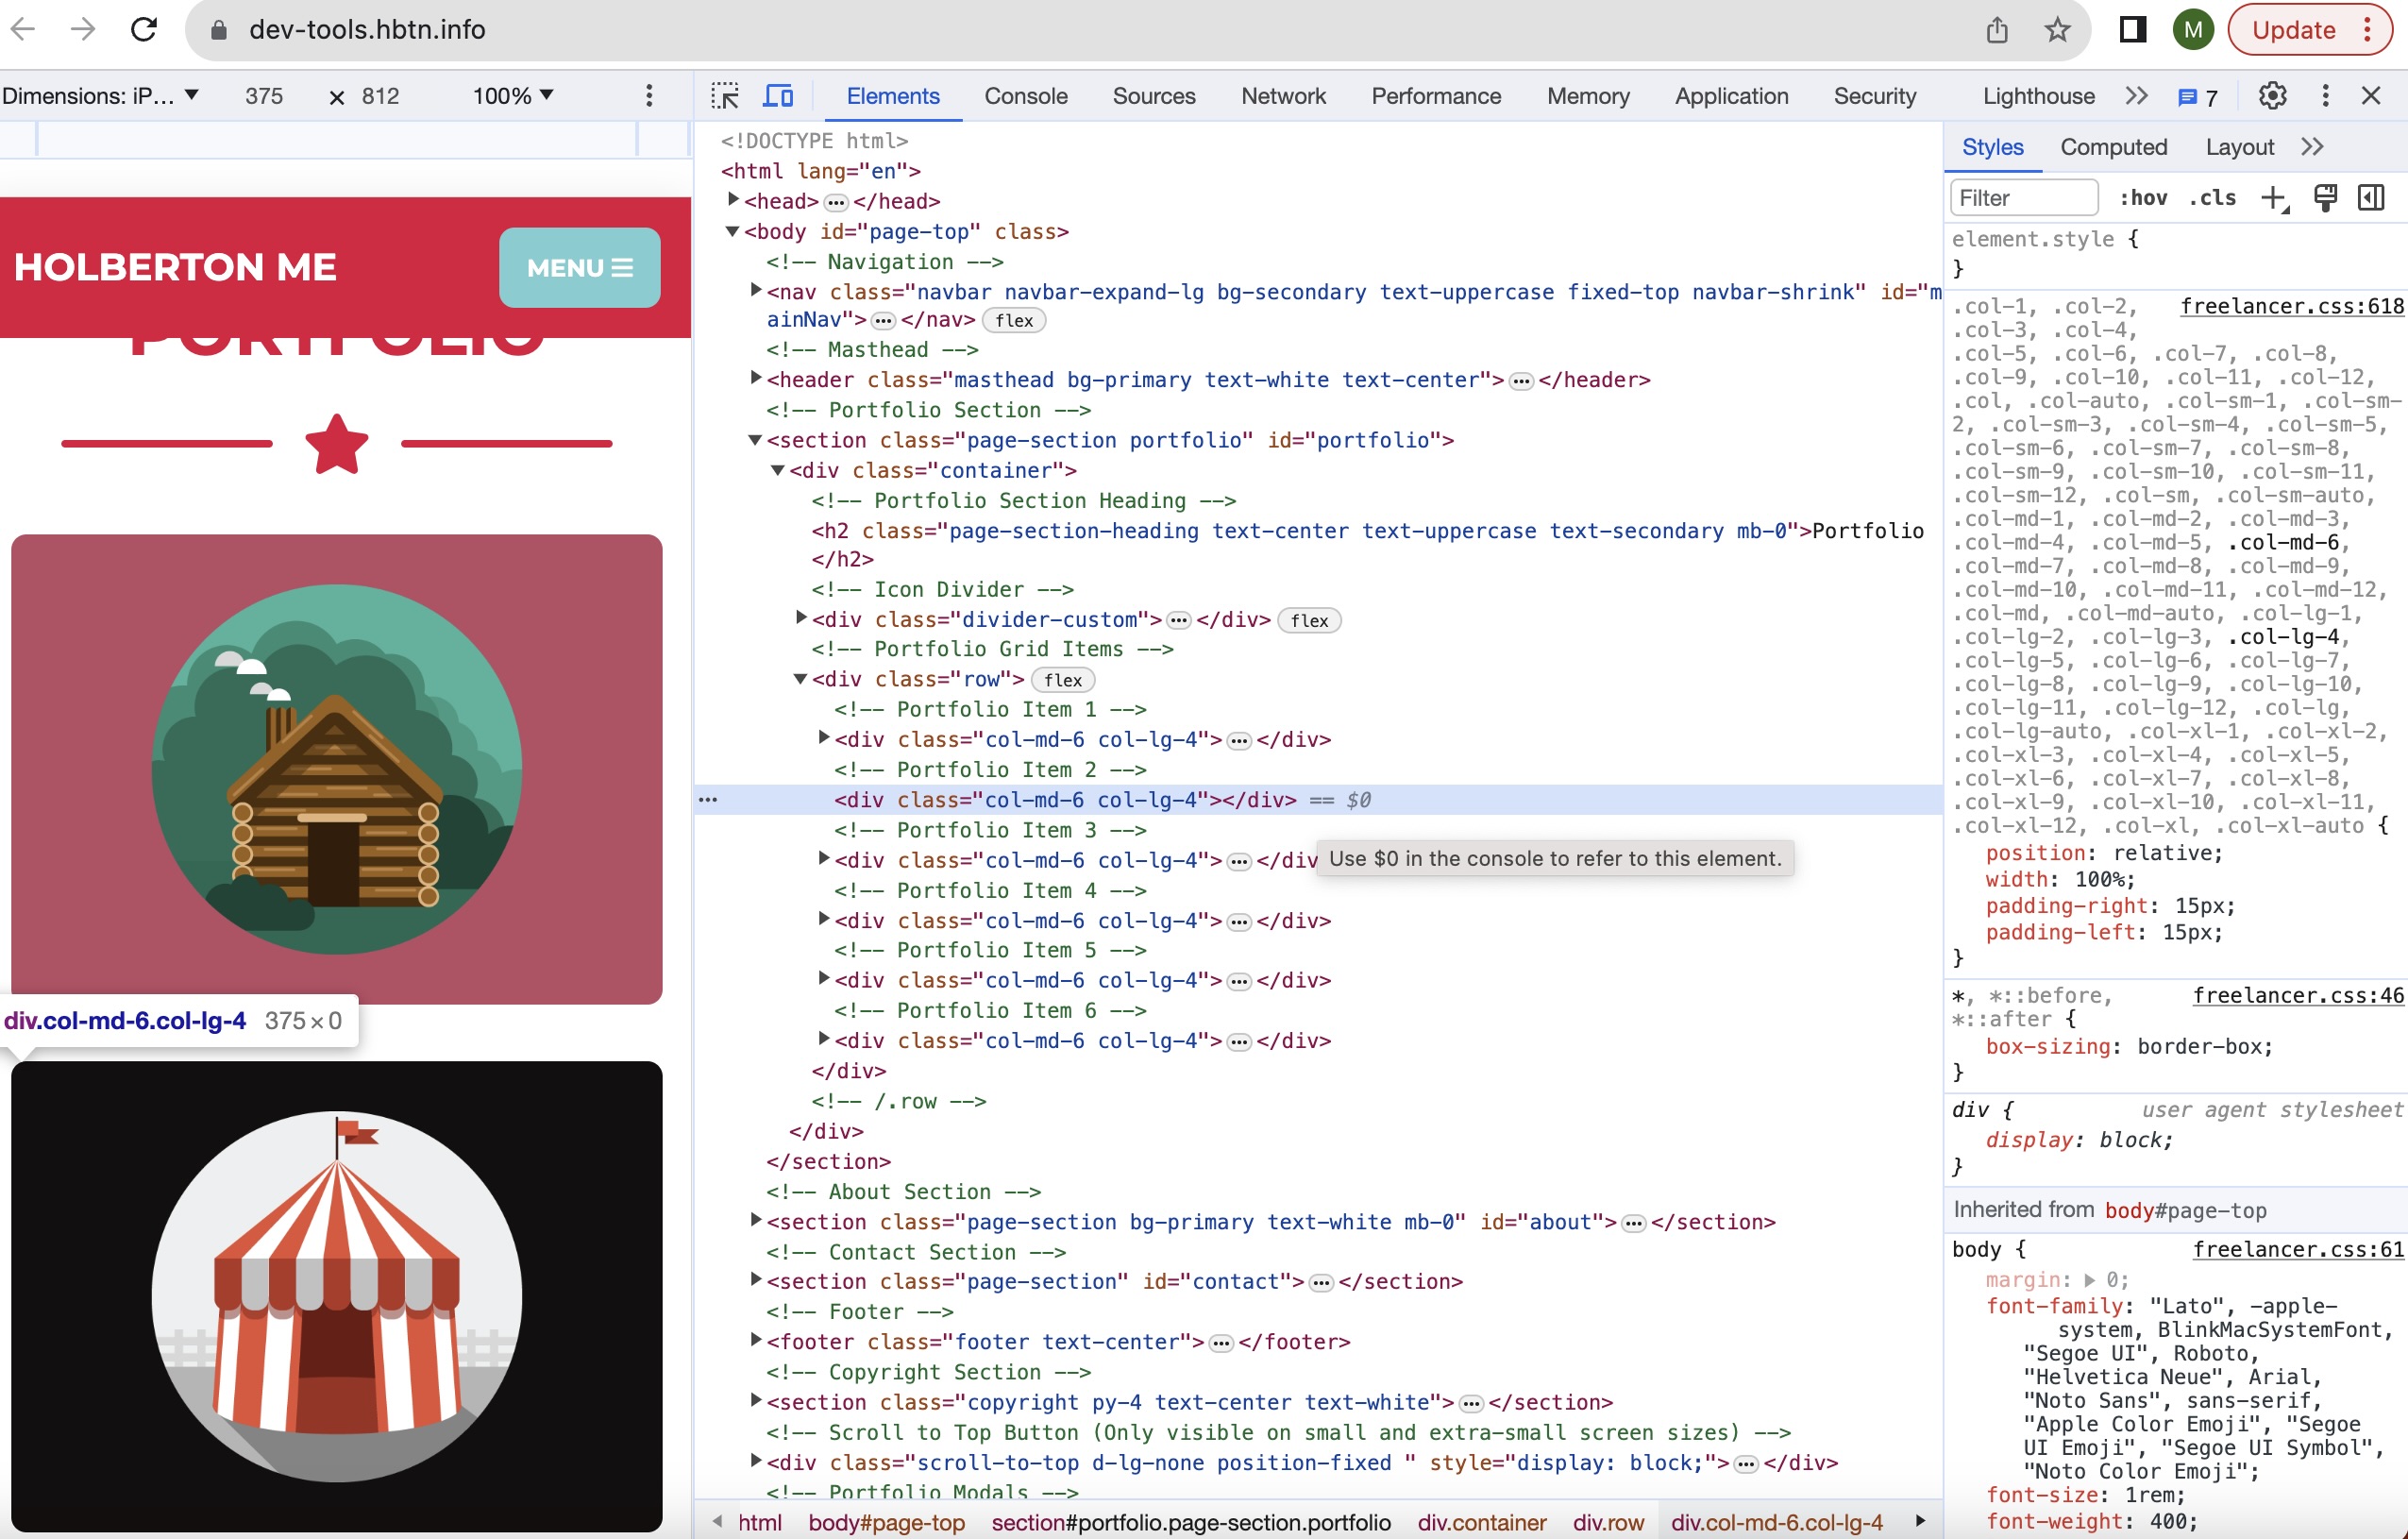 dev-tools.hbtn.info
M
Update
Dimensions: iP... 375 × 812 100%
HOLBERTON ME
MENU
PORTFOLIO
div.col-md-6.col-lg-4 375×0
Elements Console Sources Network Performance Memory Application Security Lighthouse 7
<!DOCTYPE html>
<html lang="en">
<head> ••• </head>
<body id="page-top" class>
<!-- Navigation -->
<nav class="navbar navbar-expand-lg bg-secondary text-uppercase fixed-top navbar-shrink" id="m
ainNav"> ••• </nav> flex
<!-- Masthead -->
<header class="masthead bg-primary text-white text-center"> ••• </header>
<!-- Portfolio Section -->
<section class="page-section portfolio" id="portfolio">
<div class="container">
<!-- Portfolio Section Heading -->
<h2 class="page-section-heading text-center text-uppercase text-secondary mb-0">Portfolio
</h2>
<!-- Icon Divider -->
<div class="divider-custom"> ••• </div> flex
<!-- Portfolio Grid Items -->
<div class="row"> flex
<!-- Portfolio Item 1 -->
<div class="col-md-6 col-lg-4"> ••• </div>
<!-- Portfolio Item 2 -->
••• <div class="col-md-6 col-lg-4"></div> == $0
<!-- Portfolio Item 3 -->
<div class="col-md-6 col-lg-4"> ••• </div
Use $0 in the console to refer to this element.
<!-- Portfolio Item 4 -->
<div class="col-md-6 col-lg-4"> ••• </div>
<!-- Portfolio Item 5 -->
<div class="col-md-6 col-lg-4"> ••• </div>
<!-- Portfolio Item 6 -->
<div class="col-md-6 col-lg-4"> ••• </div>
</div>
<!-- /.row -->
</div>
</section>
<!-- About Section -->
<section class="page-section bg-primary text-white mb-0" id="about"> ••• </section>
<!-- Contact Section -->
<section class="page-section" id="contact"> ••• </section>
<!-- Footer -->
<footer class="footer text-center"> ••• </footer>
<!-- Copyright Section -->
<section class="copyright py-4 text-center text-white"> ••• </section>
<!-- Scroll to Top Button (Only visible on small and extra-small screen sizes) -->
<div class="scroll-to-top d-lg-none position-fixed " style="display: block;"> ••• </div>
<!-- Portfolio Modals -->
html body#page-top section#portfolio.page-section.portfolio div.container div.row div.col-md-6.col-lg-4
Styles Computed Layout
Filter :hov .cls
element.style {
}
.col-1, .col-2, freelancer.css:618
.col-3, .col-4,
.col-5, .col-6, .col-7, .col-8,
.col-9, .col-10, .col-11, .col-12,
.col, .col-auto, .col-sm-1, .col-sm-
2, .col-sm-3, .col-sm-4, .col-sm-5,
.col-sm-6, .col-sm-7, .col-sm-8,
.col-sm-9, .col-sm-10, .col-sm-11,
.col-sm-12, .col-sm, .col-sm-auto,
.col-md-1, .col-md-2, .col-md-3,
.col-md-4, .col-md-5, .col-md-6,
.col-md-7, .col-md-8, .col-md-9,
.col-md-10, .col-md-11, .col-md-12,
.col-md, .col-md-auto, .col-lg-1,
.col-lg-2, .col-lg-3, .col-lg-4,
.col-lg-5, .col-lg-6, .col-lg-7,
.col-lg-8, .col-lg-9, .col-lg-10,
.col-lg-11, .col-lg-12, .col-lg,
.col-lg-auto, .col-xl-1, .col-xl-2,
.col-xl-3, .col-xl-4, .col-xl-5,
.col-xl-6, .col-xl-7, .col-xl-8,
.col-xl-9, .col-xl-10, .col-xl-11,
.col-xl-12, .col-xl, .col-xl-auto {
position: relative;
width: 100%;
padding-right: 15px;
padding-left: 15px;
}
*, *::before, freelancer.css:46
*::after {
box-sizing: border-box;
}
div { user agent stylesheet
display: block;
}
Inherited from body#page-top
body { freelancer.css:61
margin: 0;
font-family: "Lato", -apple-
system, BlinkMacSystemFont,
"Segoe UI", Roboto,
"Helvetica Neue", Arial,
"Noto Sans", sans-serif,
"Apple Color Emoji", "Segoe
UI Emoji", "Segoe UI Symbol",
"Noto Color Emoji";
font-size: 1rem;
font-weight: 400;